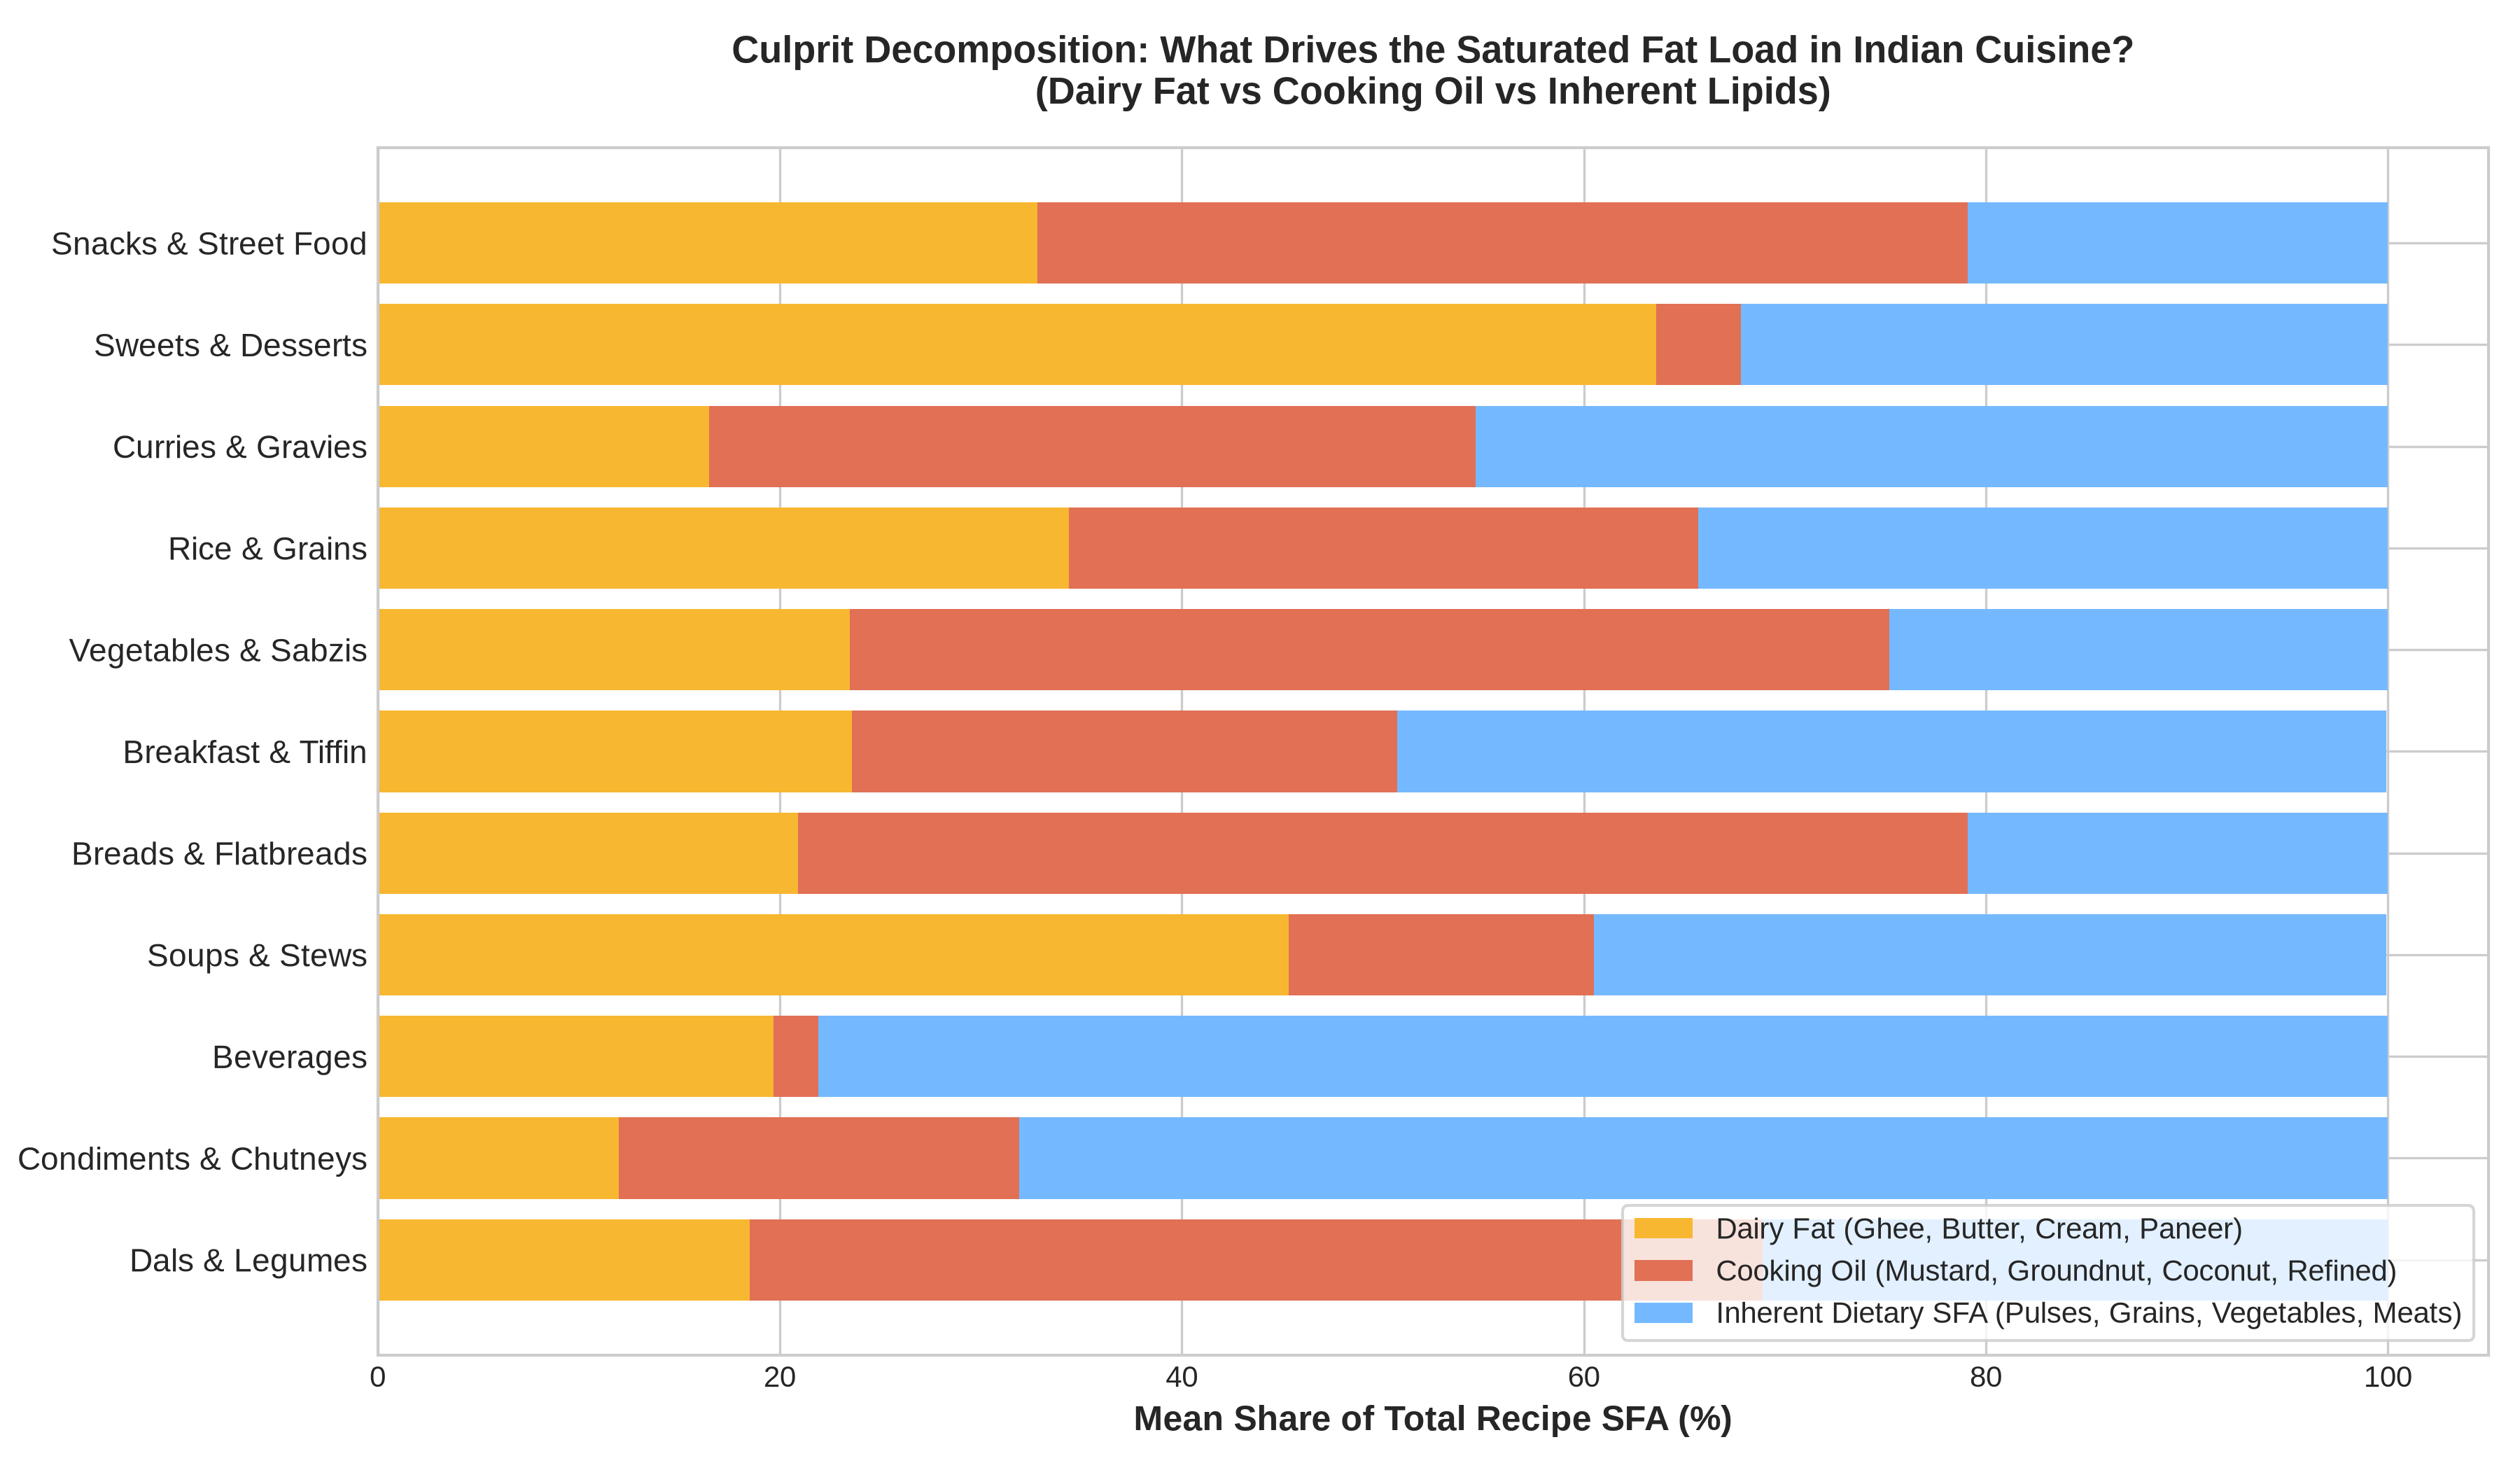 Culprit Decomposition: What Drives the Saturated Fat Load in Indian Cuisine?
(Dairy Fat vs Cooking Oil vs Inherent Lipids)
Snacks & Street Food
Sweets & Desserts
Curries & Gravies
Rice & Grains
Vegetables & Sabzis
Breakfast & Tiffin
Breads & Flatbreads
Soups & Stews
Beverages
Condiments & Chutneys
Dals & Legumes
Dairy Fat (Ghee, Butter, Cream, Paneer)
Cooking Oil (Mustard, Groundnut, Coconut, Refined)
Inherent Dietary SFA (Pulses, Grains, Vegetables, Meats)
0 20 40 60 80 100
Mean Share of Total Recipe SFA (%)